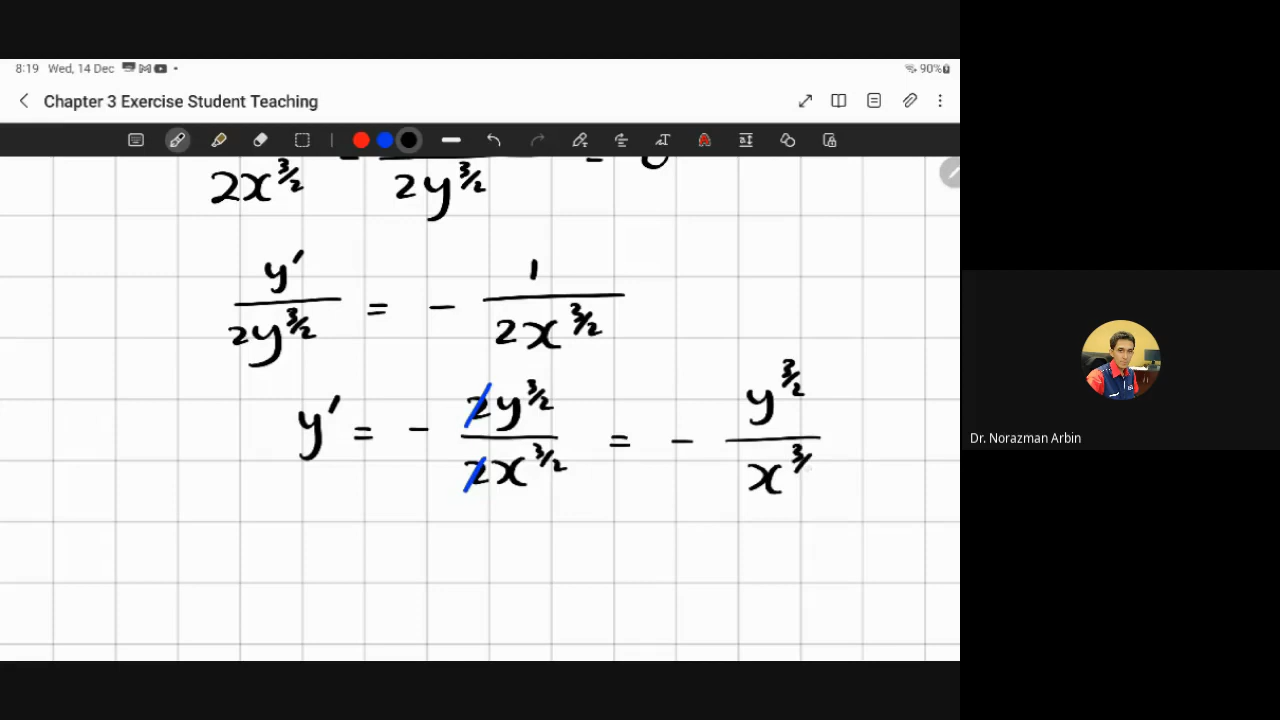 8:19 Wed, 14 Dec 90%
Chapter 3 Exercise Student Teaching
2x^3/2 - 2y^3/2 = 0
y'/2y^3/2 = - 1/2x^3/2
y' = - 2y^3/2/2x^3/2 = - y^3/2/x^3/
Dr. Norazman Arbin